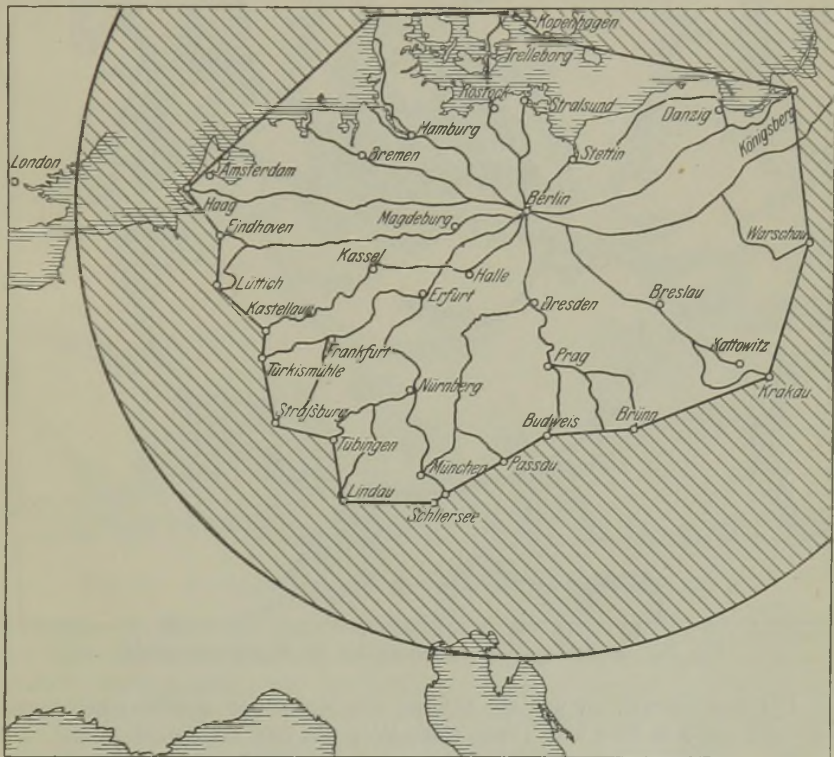 Kopenhagen
Trelleborg
Rostock
Stralsund
Danzig
Königsberg
Hamburg
Bremen
Stettin
London
Amsterdam
Haag
Berlin
Magdeburg
Eindhoven
Warschau
Kassel
Halle
Lüttich
Erfurt
Breslau
Dresden
Kastellaun
Frankfurt
Kattowitz
Prag
Türkismühle
Krakau
Nürnberg
Straßburg
Budweis
Brünn
Tübingen
München
Passau
Lindau
Schliersee